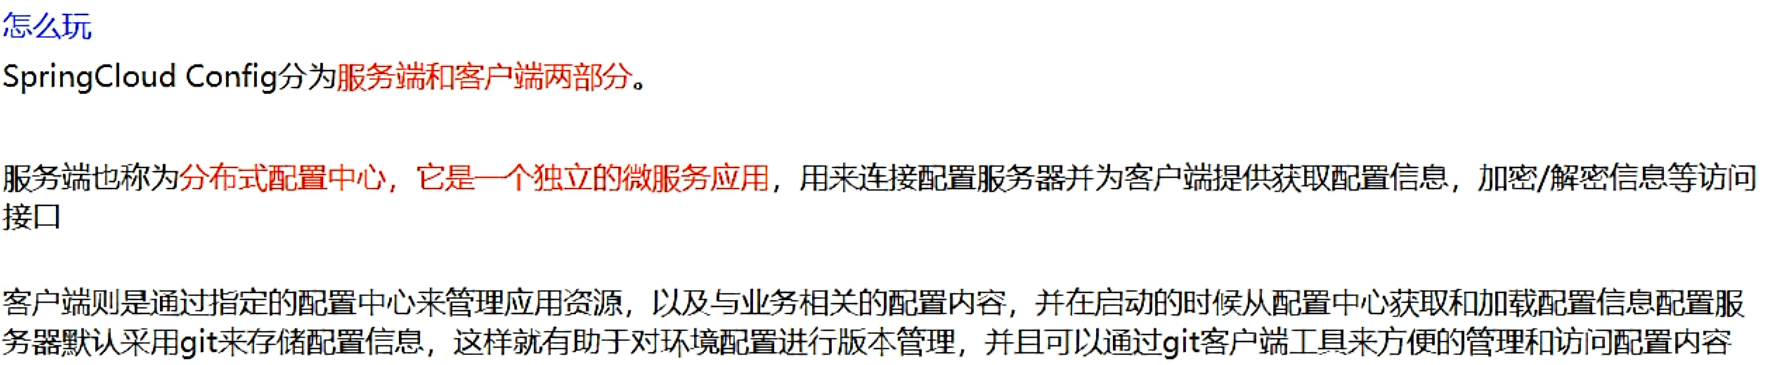 怎么玩
SpringCloud Config分为服务端和客户端两部分。
服务端也称为分布式配置中心，它是一个独立的微服务应用，用来连接配置服务器并为客户端提供获取配置信息，加密/解密信息等访问
接口
客户端则是通过指定的配置中心来管理应用资源，以及与业务相关的配置内容，并在启动的时候从配置中心获取和加载配置信息配置服
务器默认采用git来存储配置信息，这样就有助于对环境配置进行版本管理，并且可以通过git客户端工具来方便的管理和访问配置内容